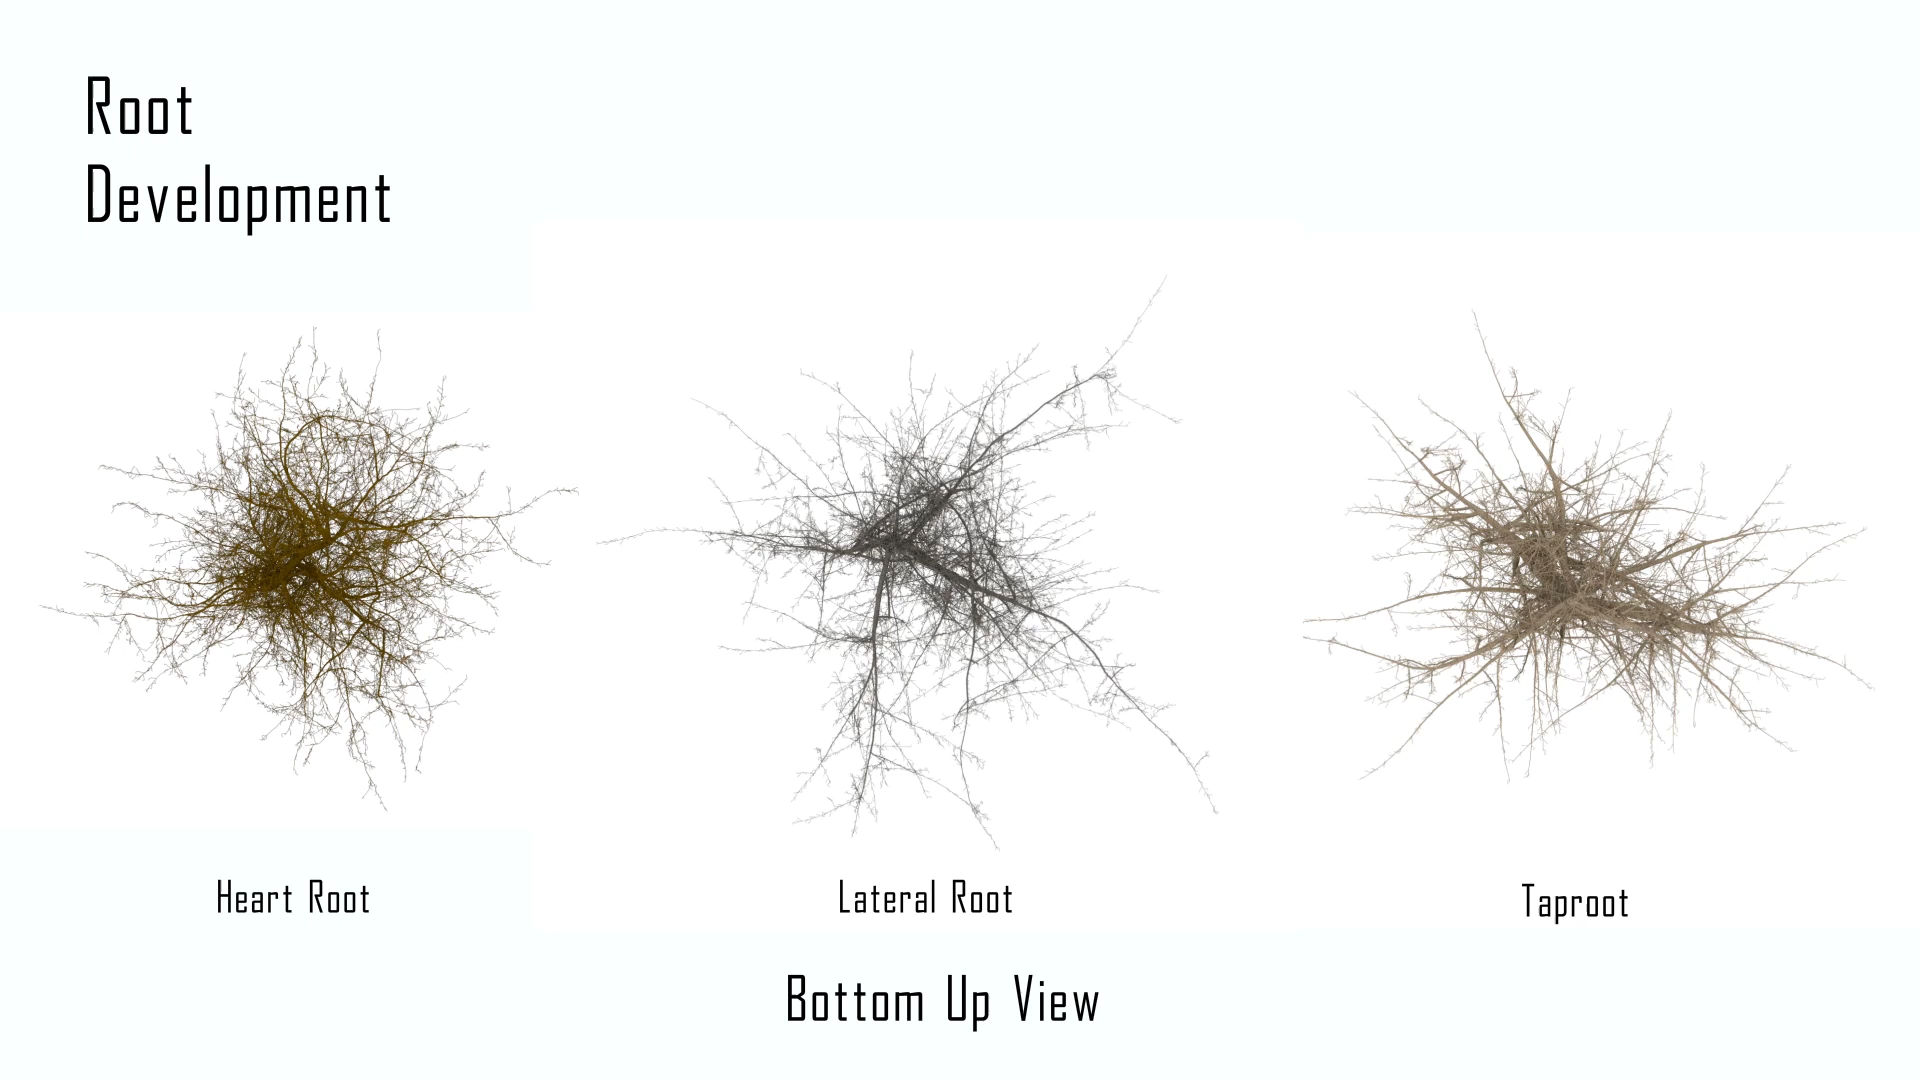 Root
Development
Heart Root
Lateral Root
Taproot
Bottom Up View